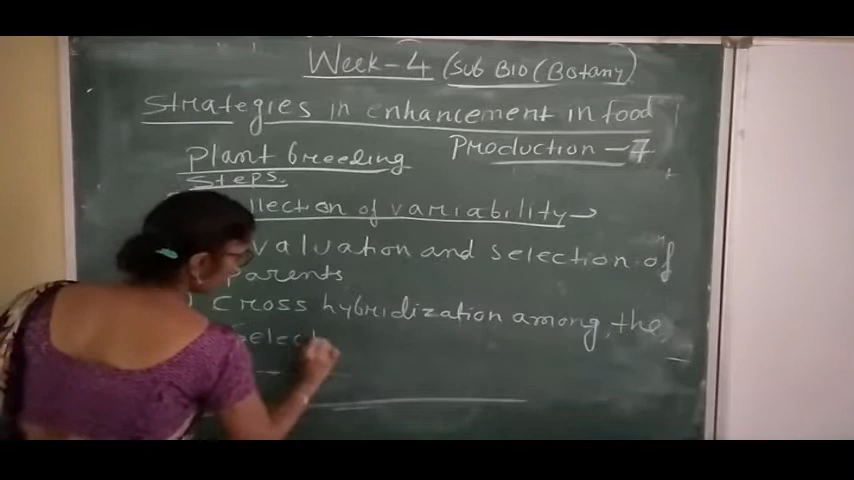 Week-4 (Sub BIO (Botany)
Strategies in enhancement in food
Production - 7
Plant breeding
Steps.
llection of variability →
valuation and selection of
Parents
Cross hybridization among, the
Select